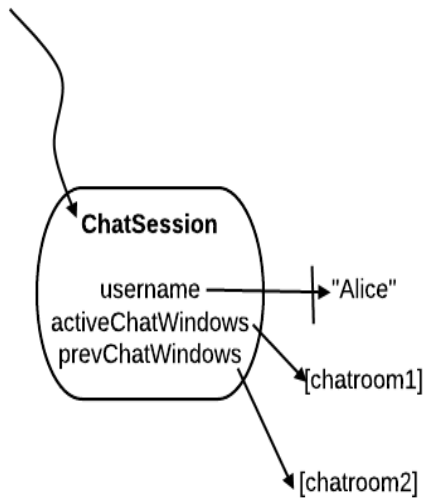 ChatSession
username
"Alice"
activeChatWindows
prevChatWindows
[chatroom1]
[chatroom2]